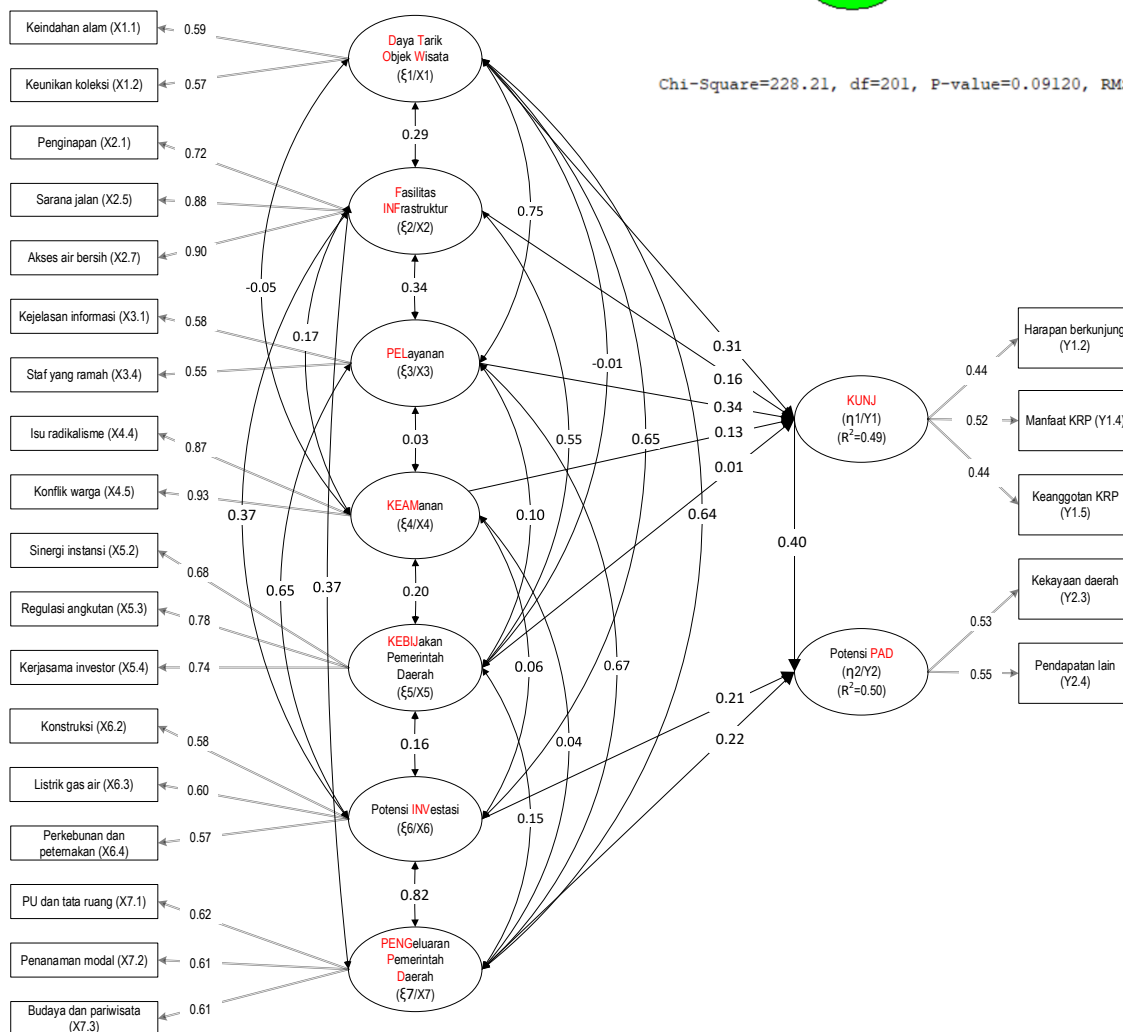 Chi-Square=228.21, df=201, P-value=0.09120, RMS
Keindahan alam (X1.1)
0.59
Keunikan koleksi (X1.2)
0.57
Penginapan (X2.1)
0.72
Sarana jalan (X2.5)
0.88
Akses air bersih (X2.7)
0.90
Kejelasan informasi (X3.1)
0.58
Staf yang ramah (X3.4)
0.55
Isu radikalisme (X4.4)
0.87
Konflik warga (X4.5)
0.93
Sinergi instansi (X5.2)
0.68
Regulasi angkutan (X5.3)
0.78
Kerjasama investor (X5.4)
0.74
Konstruksi (X6.2)
0.58
Listrik gas air (X6.3)
0.60
Perkebunan dan
peternakan (X6.4)
0.57
PU dan tata ruang (X7.1)
0.62
Penanaman modal (X7.2)
0.61
Budaya dan pariwisata
(X7.3)
0.61
Daya Tarik
Objek Wisata
(ξ1/X1)
0.29
Fasilitas
INFrastruktur
(ξ2/X2)
0.34
PELayanan
(ξ3/X3)
0.03
KEAManan
(ξ4/X4)
0.20
KEBIJakan
Pemerintah
Daerah
(ξ5/X5)
0.16
Potensi INVestasi
(ξ6/X6)
0.82
PENGeluaran
Pemerintah
Daerah
(ξ7/X7)
-0.05
0.17
0.37
0.65
0.37
0.75
-0.01
0.55
0.65
0.10
0.64
0.06
0.67
0.04
0.15
0.31
0.16
0.34
0.13
0.01
0.40
0.21
0.22
KUNJ
(η1/Y1)
(R²=0.49)
Potensi PAD
(η2/Y2)
(R²=0.50)
0.44
Harapan berkunjung
(Y1.2)
0.52
Manfaat KRP (Y1.4)
0.44
Keanggotan KRP
(Y1.5)
0.53
Kekayaan daerah
(Y2.3)
0.55
Pendapatan lain
(Y2.4)